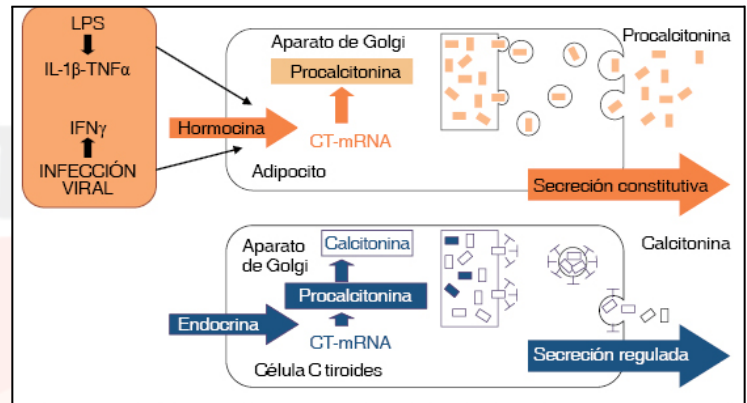 LPS
IL-1β-TNFα
IFNγ
INFECCIÓN
VIRAL
Hormocina
Aparato de Golgi
Procalcitonina
CT-mRNA
Adipocito
Procalcitonina
Secreción constitutiva
Aparato
de Golgi
Calcitonina
Procalcitonina
Endocrina
CT-mRNA
Célula C tiroides
Calcitonina
Secreción regulada